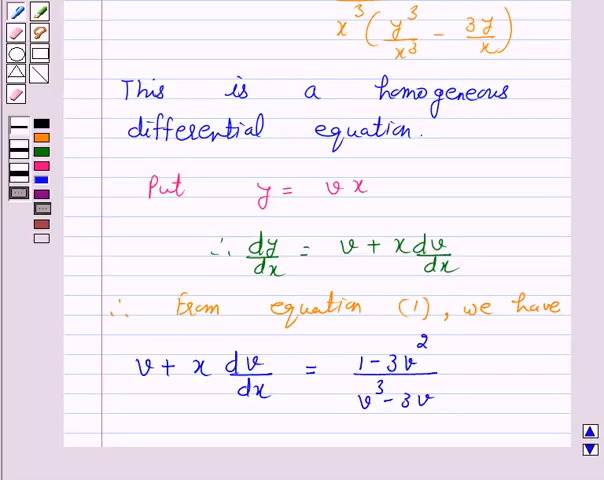 x³ ( y³/x³ - 3y/x )
This is a homogeneous
differential equation.
Put y = vx
∴ dy/dx = v + x dv/dx
∴ From equation (1), we have
v + x dv/dx = (1 - 3v²)/(v³ - 3v)